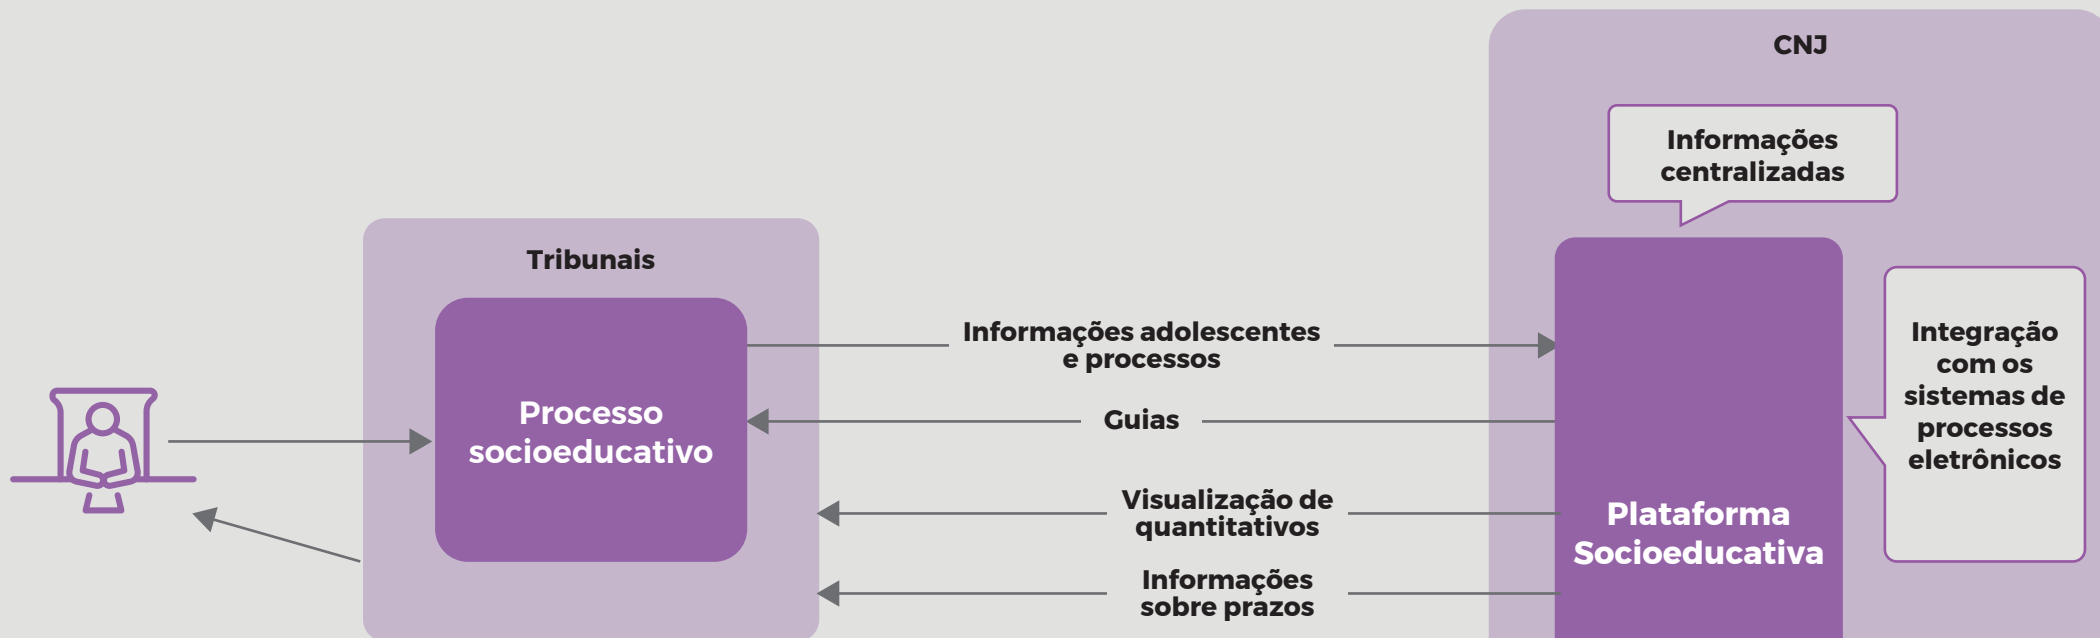 CNJ
Informações
centralizadas
Tribunais
Processo
socioeducativo
Informações adolescentes
e processos
Guias
Visualização de
quantitativos
Informações
sobre prazos
Plataforma
Socioeducativa
Integração
com os
sistemas de
processos
eletrônicos